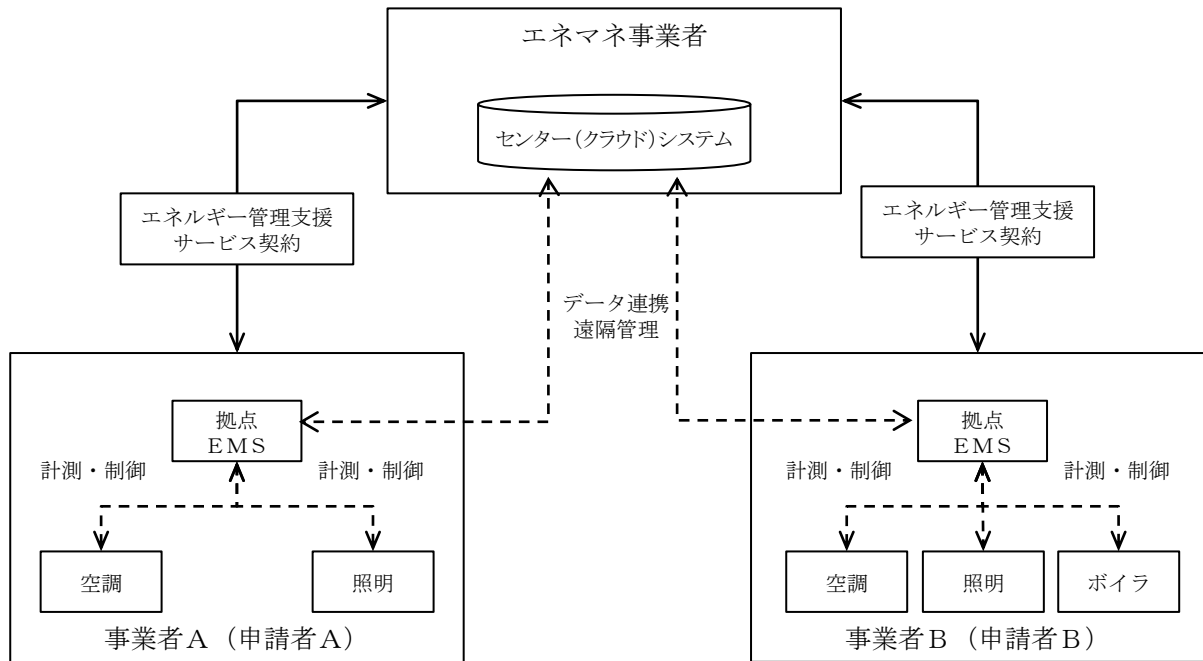 エネマネ事業者
センター(クラウド)システム
エネルギー管理支援
サービス契約
エネルギー管理支援
サービス契約
データ連携
遠隔管理
拠点
ＥＭＳ
計測・制御
計測・制御
空調
照明
事業者Ａ（申請者Ａ）
拠点
ＥＭＳ
計測・制御
計測・制御
空調
照明
ボイラ
事業者Ｂ（申請者Ｂ）